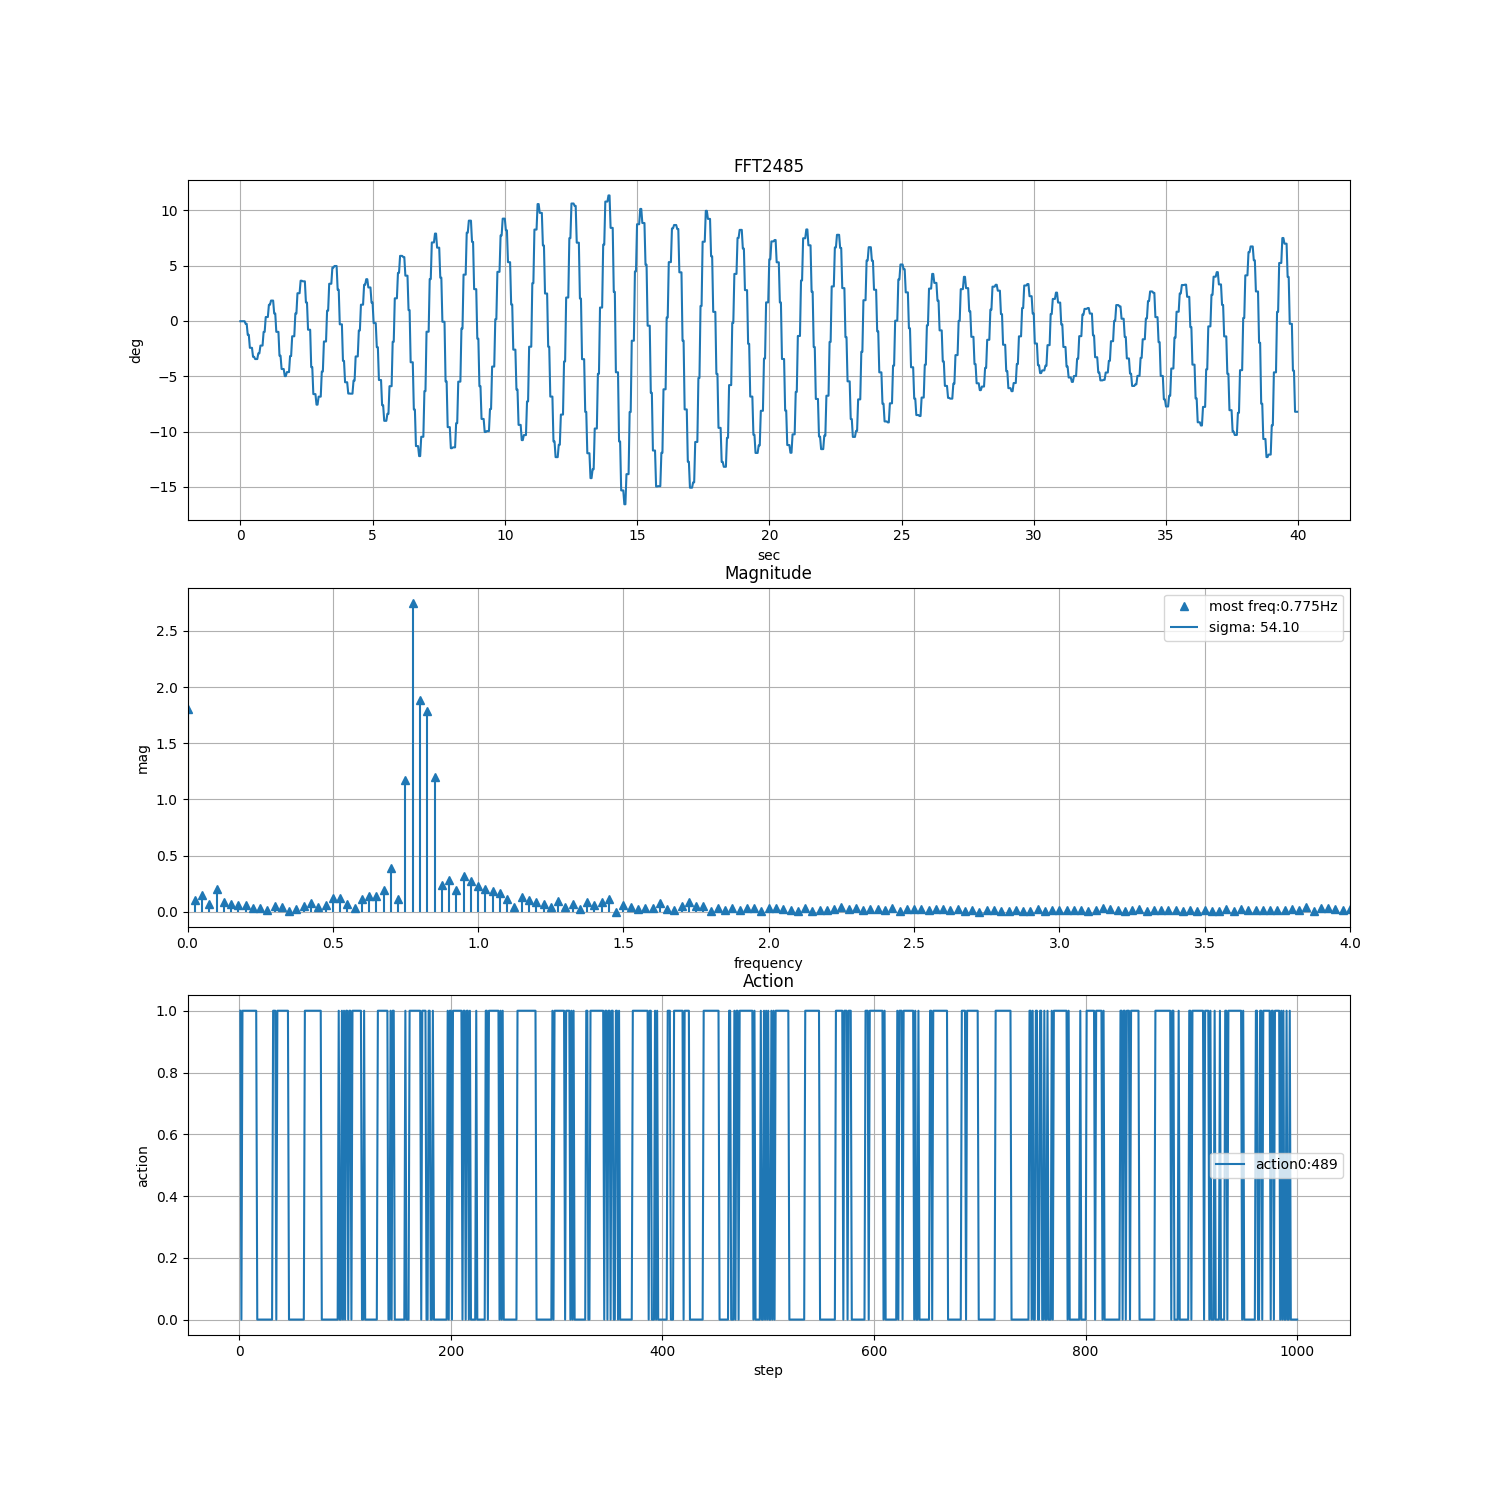 FFT2485
10
5
0
−5
−10
−15
deg
0 5 10 15 20 25 30 35 40
sec
Magnitude
most freq:0.775Hz
sigma: 54.10
2.5
2.0
1.5
1.0
0.5
0.0
mag
0.0 0.5 1.0 1.5 2.0 2.5 3.0 3.5 4.0
frequency
Action
1.0
0.8
0.6
0.4
0.2
0.0
action
action0:489
0 200 400 600 800 1000
step